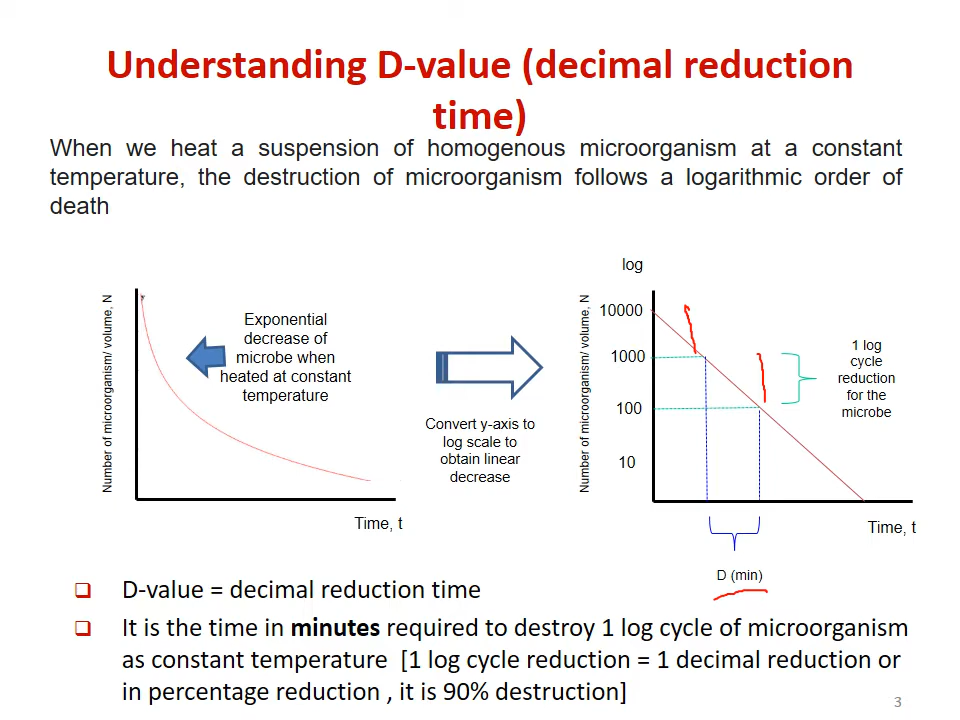 Understanding D-value (decimal reduction
time)
When we heat a suspension of homogenous microorganism at a constant
temperature, the destruction of microorganism follows a logarithmic order of
death
Number of microorganism/ volume, N
Exponential
decrease of
microbe when
heated at constant
temperature
Time, t
Convert y-axis to
log scale to
obtain linear
decrease
log
Number of microorganism/ volume, N
10000
1000
100
10
1 log
cycle
reduction
for the
microbe
Time, t
D (min)
❑ D-value = decimal reduction time
❑ It is the time in minutes required to destroy 1 log cycle of microorganism
as constant temperature [1 log cycle reduction = 1 decimal reduction or
in percentage reduction , it is 90% destruction]
3